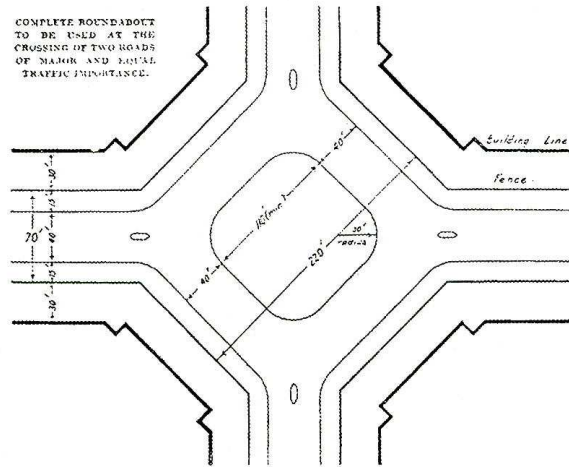 COMPLETE ROUNDABOUT
TO BE USED AT THE
CROSSING OF TWO ROADS
OF MAJOR AND EQUAL
TRAFFIC IMPORTANCE.
Building Line
Fence
40'
30'
15'
70'
40'
15'
30'
(min.)
220'
30'
radius
40'